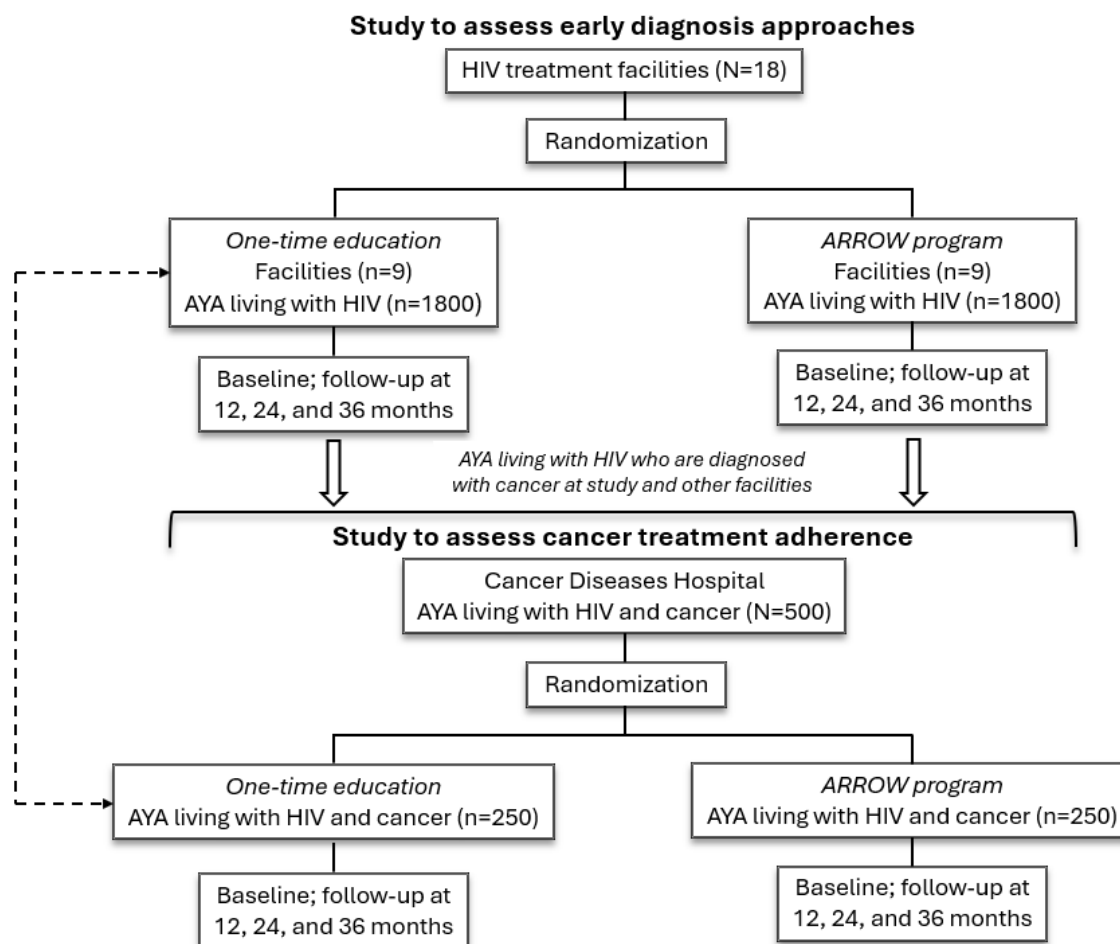 Study to assess early diagnosis approaches
HIV treatment facilities (N=18)
Randomization
One-time education
Facilities (n=9)
AYA living with HIV (n=1800)
ARROW program
Facilities (n=9)
AYA living with HIV (n=1800)
Baseline; follow-up at
12, 24, and 36 months
Baseline; follow-up at
12, 24, and 36 months
AYA living with HIV who are diagnosed
with cancer at study and other facilities
Study to assess cancer treatment adherence
Cancer Diseases Hospital
AYA living with HIV and cancer (N=500)
Randomization
One-time education
AYA living with HIV and cancer (n=250)
ARROW program
AYA living with HIV and cancer (n=250)
Baseline; follow-up at
12, 24, and 36 months
Baseline; follow-up at
12, 24, and 36 months